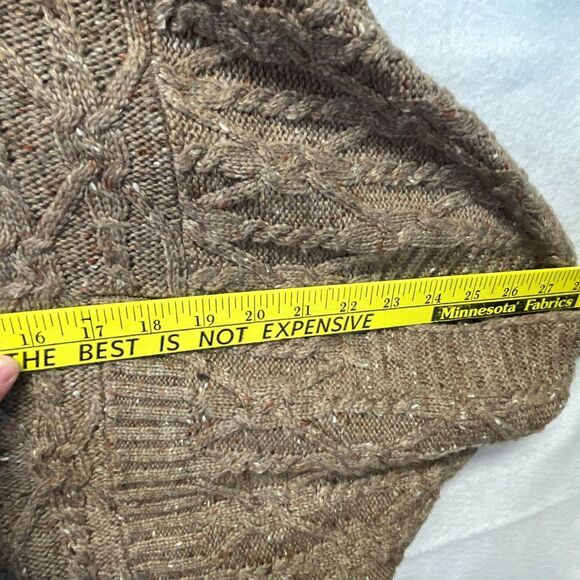 16 17 18 19 20 21 22 23 24 25 26 27
THE BEST IS NOT EXPENSIVE Minnesota' Fabrics